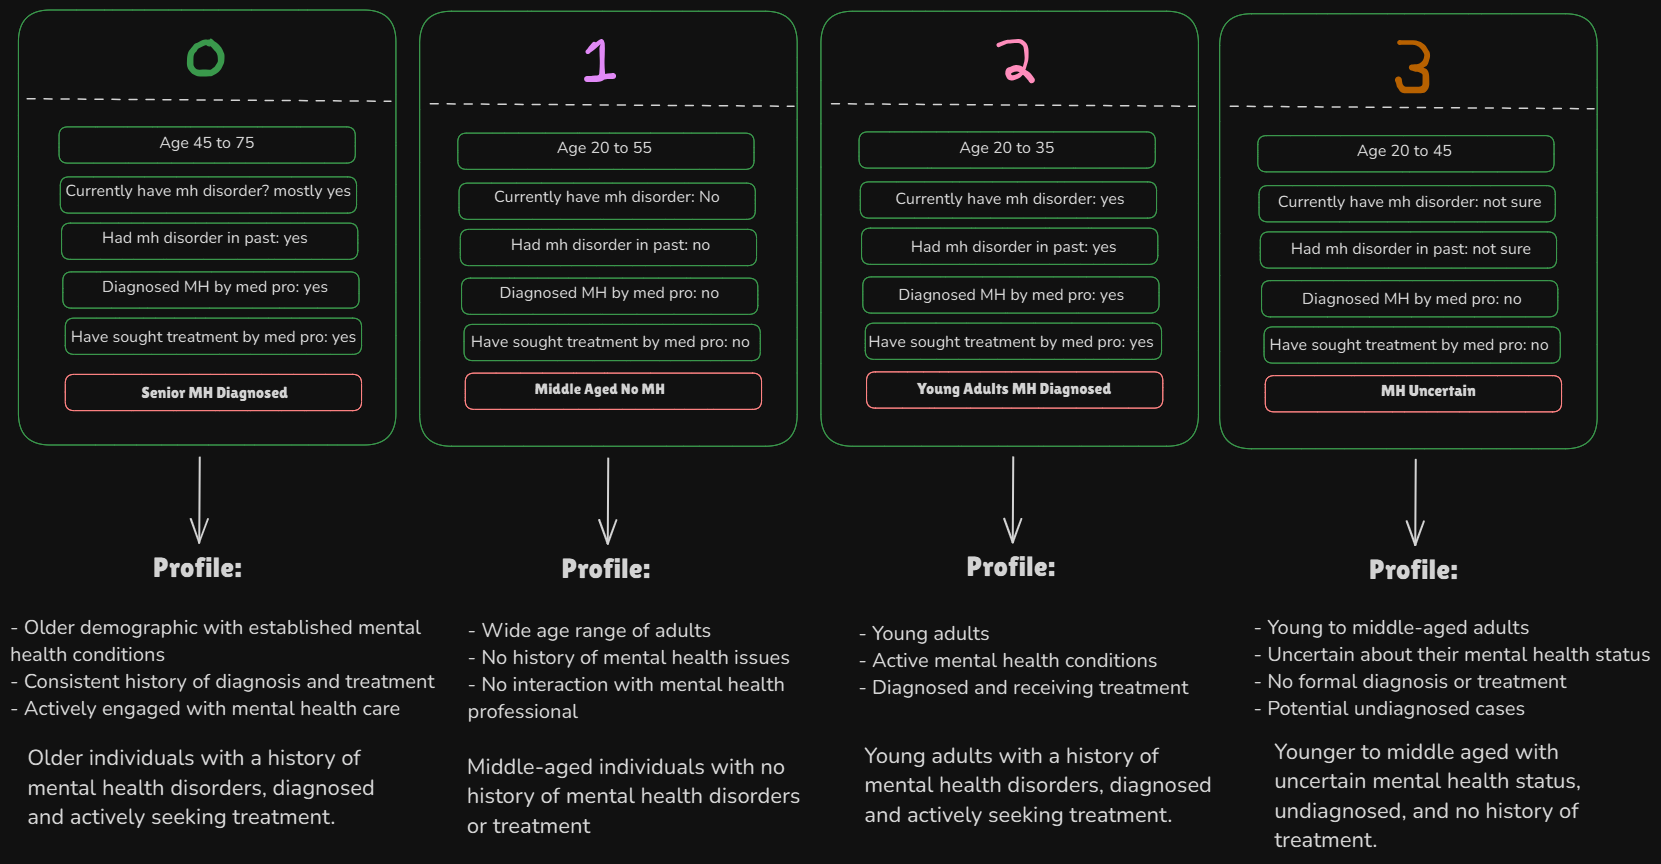 0
Age 45 to 75
Currently have mh disorder? mostly yes
Had mh disorder in past: yes
Diagnosed MH by med pro: yes
Have sought treatment by med pro: yes
Senior MH Diagnosed
Profile:
- Older demographic with established mental
health conditions
- Consistent history of diagnosis and treatment
- Actively engaged with mental health care
Older individuals with a history of
mental health disorders, diagnosed
and actively seeking treatment.
1
Age 20 to 55
Currently have mh disorder: No
Had mh disorder in past: no
Diagnosed MH by med pro: no
Have sought treatment by med pro: no
Middle Aged No MH
Profile:
- Wide age range of adults
- No history of mental health issues
- No interaction with mental health
professional
Middle-aged individuals with no
history of mental health disorders
or treatment
2
Age 20 to 35
Currently have mh disorder: yes
Had mh disorder in past: yes
Diagnosed MH by med pro: yes
Have sought treatment by med pro: yes
Young Adults MH Diagnosed
Profile:
- Young adults
- Active mental health conditions
- Diagnosed and receiving treatment
Young adults with a history of
mental health disorders, diagnosed
and actively seeking treatment.
3
Age 20 to 45
Currently have mh disorder: not sure
Had mh disorder in past: not sure
Diagnosed MH by med pro: no
Have sought treatment by med pro: no
MH Uncertain
Profile:
- Young to middle-aged adults
- Uncertain about their mental health status
- No formal diagnosis or treatment
- Potential undiagnosed cases
Younger to middle aged with
uncertain mental health status,
undiagnosed, and no history of
treatment.